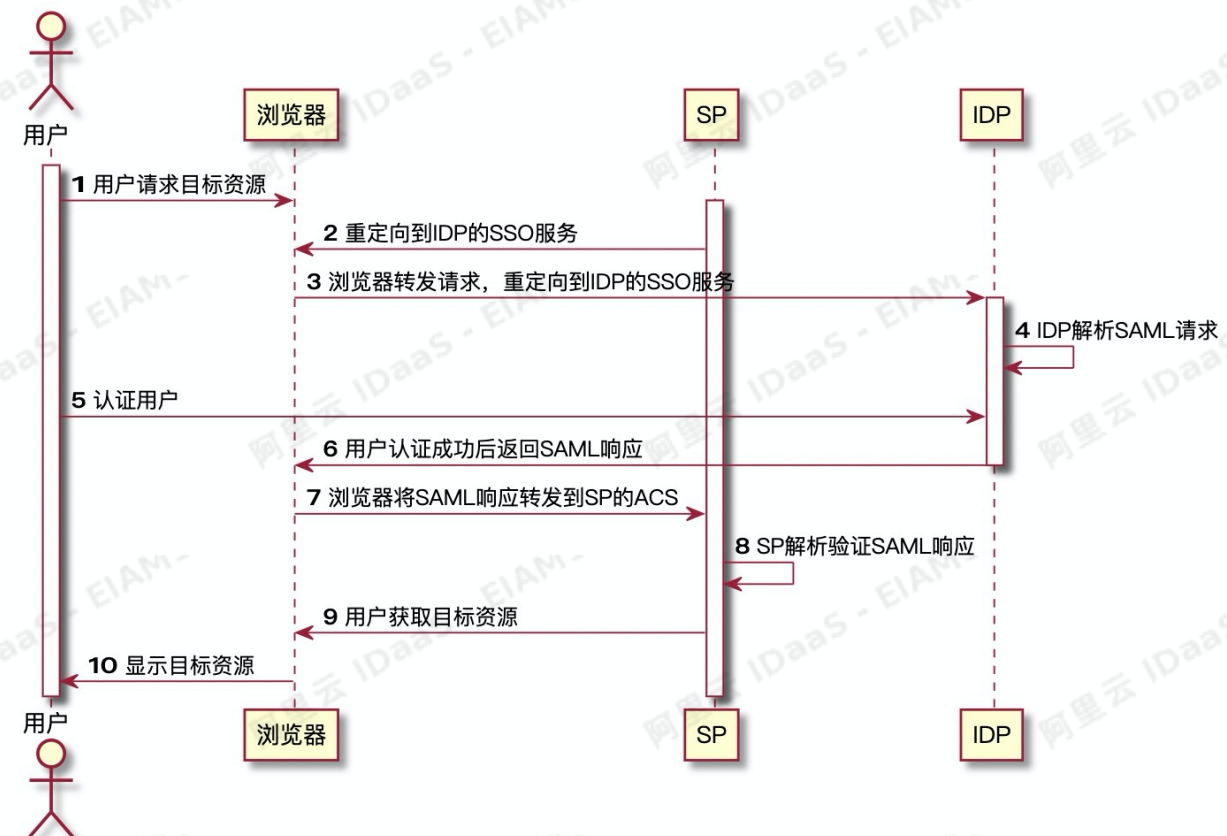 用户
浏览器
SP
IDP
1 用户请求目标资源
2 重定向到IDP的SSO服务
3 浏览器转发请求，重定向到IDP的SSO服务
4 IDP解析SAML请求
5 认证用户
6 用户认证成功后返回SAML响应
7 浏览器将SAML响应转发到SP的ACS
8 SP解析验证SAML响应
9 用户获取目标资源
10 显示目标资源
用户
浏览器
SP
IDP
阿里云 IDaaS - EIAM-